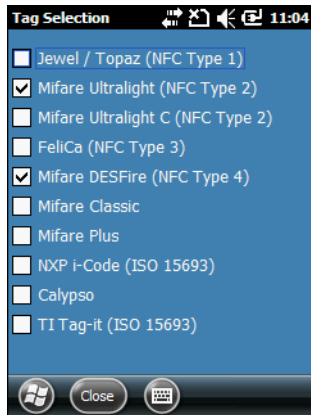 Tag Selection 11:04
Jewel / Topaz (NFC Type 1)
Mifare Ultralight (NFC Type 2)
Mifare Ultralight C (NFC Type 2)
FeliCa (NFC Type 3)
Mifare DESFire (NFC Type 4)
Mifare Classic
Mifare Plus
NXP i-Code (ISO 15693)
Calypso
TI Tag-it (ISO 15693)
Close